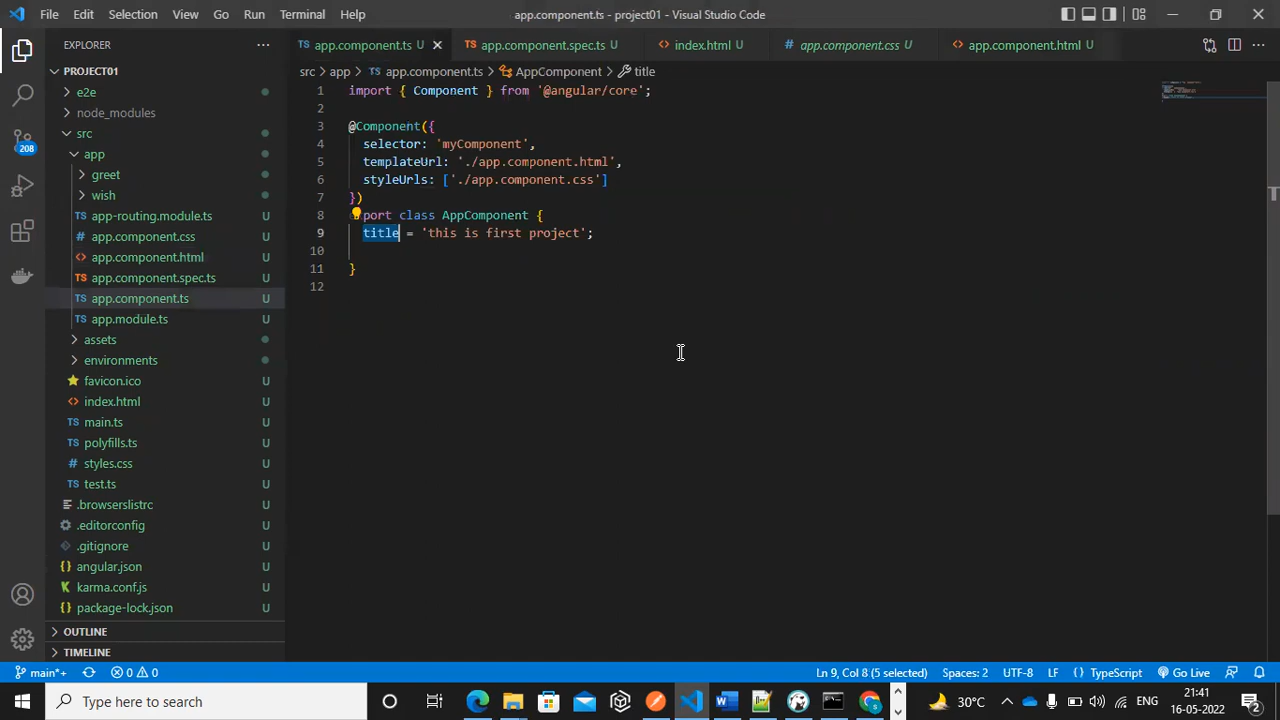 File Edit Selection View Go Run Terminal Help
app.component.ts - project01 - Visual Studio Code
EXPLORER
PROJECT01
e2e
node_modules
src
app
greet
wish
app-routing.module.ts U
# app.component.css U
<> app.component.html U
TS app.component.spec.ts U
TS app.component.ts U
TS app.module.ts U
assets
environments
favicon.ico U
<> index.html U
TS main.ts U
TS polyfills.ts U
# styles.css U
TS test.ts U
.browserslistrc U
.editorconfig U
.gitignore U
{} angular.json U
karma.conf.js U
{} package-lock.json U
OUTLINE
TIMELINE
208
TS app.component.ts U
TS app.component.spec.ts U
<> index.html U
# app.component.css U
<> app.component.html U
src > app > TS app.component.ts > AppComponent > title
1 import { Component } from '@angular/core';
2
3 @Component({
4 selector: 'myComponent',
5 templateUrl: './app.component.html',
6 styleUrls: ['./app.component.css']
7 })
8 port class AppComponent {
9 title = 'this is first project';
10
11 }
12
main*+ 0 0
Ln 9, Col 8 (5 selected) Spaces: 2 UTF-8 LF {} TypeScript Go Live
Type here to search
30°C ENG 21:41
16-05-2022 2